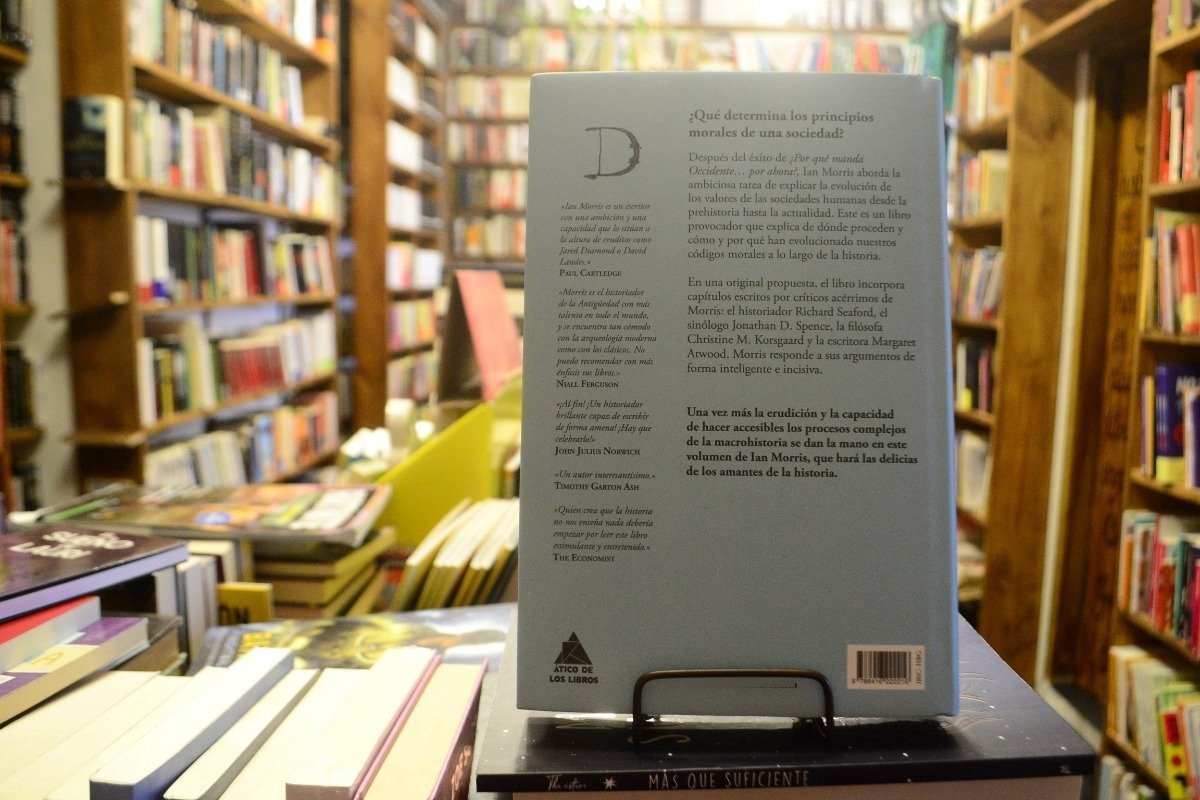 D
«Ian Morris es un escritor
con una ambición y una
capacidad que lo sitúan a
la altura de eruditos como
Jared Diamond o David
Landes.»
PAUL CARTLEDGE
«Morris es el historiador
de la Antigüedad con más
talento en todo el mundo,
y se encuentra tan cómodo
con la arqueología moderna
como con los clásicos. No
puedo recomendar con más
énfasis sus libros.»
NIALL FERGUSON
«¡Al fin! ¡Un historiador
brillante capaz de escribir
de forma amena! ¡Hay que
celebrarlo!»
JOHN JULIUS NORWICH
«Un autor interesantísimo.»
TIMOTHY GARTON ASH
«Quien crea que la historia
no nos enseña nada debería
empezar por leer este libro
estimulante y entretenido.»
THE ECONOMIST
ÁTICO DE
LOS LIBROS
¿Qué determina los principios
morales de una sociedad?
Después del éxito de ¿Por qué manda
Occidente... por ahora?, Ian Morris aborda la
ambiciosa tarea de explicar la evolución de
los valores de las sociedades humanas desde la
prehistoria hasta la actualidad. Este es un libro
provocador que explica de dónde proceden y
cómo y por qué han evolucionado nuestros
códigos morales a lo largo de la historia.
En una original propuesta, el libro incorpora
capítulos escritos por críticos acérrimos de
Morris: el historiador Richard Seaford, el
sinólogo Jonathan D. Spence, la filósofa
Christine M. Korsgaard y la escritora Margaret
Atwood. Morris responde a sus argumentos de
forma inteligente e incisiva.
Una vez más la erudición y la capacidad
de hacer accesibles los procesos complejos
de la macrohistoria se dan la mano en este
volumen de Ian Morris, que hará las delicias
de los amantes de la historia.
MÁS QUE SUFICIENTE